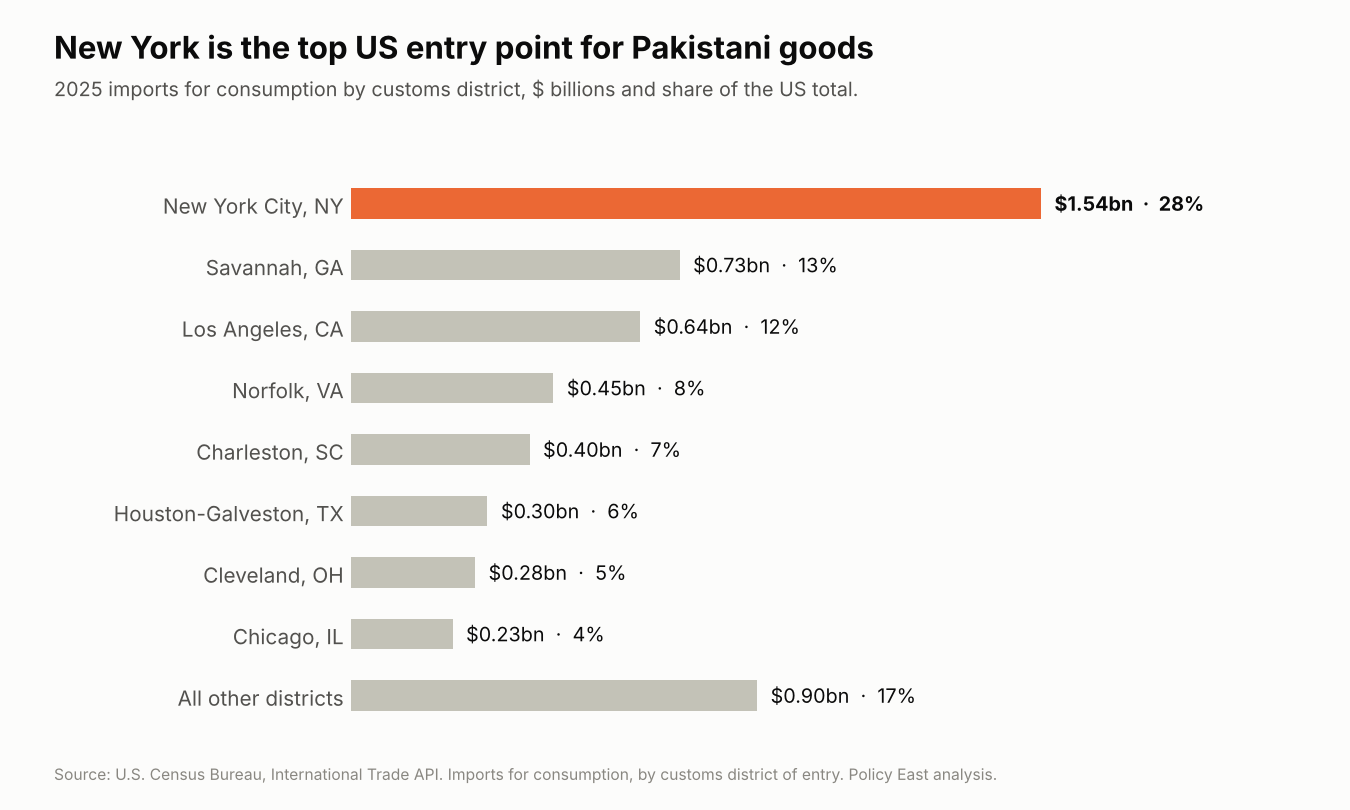 New York is the top US entry point for Pakistani goods
2025 imports for consumption by customs district, $ billions and share of the US total.
New York City, NY $1.54bn · 28%
Savannah, GA $0.73bn · 13%
Los Angeles, CA $0.64bn · 12%
Norfolk, VA $0.45bn · 8%
Charleston, SC $0.40bn · 7%
Houston-Galveston, TX $0.30bn · 6%
Cleveland, OH $0.28bn · 5%
Chicago, IL $0.23bn · 4%
All other districts $0.90bn · 17%
Source: U.S. Census Bureau, International Trade API. Imports for consumption, by customs district of entry. Policy East analysis.